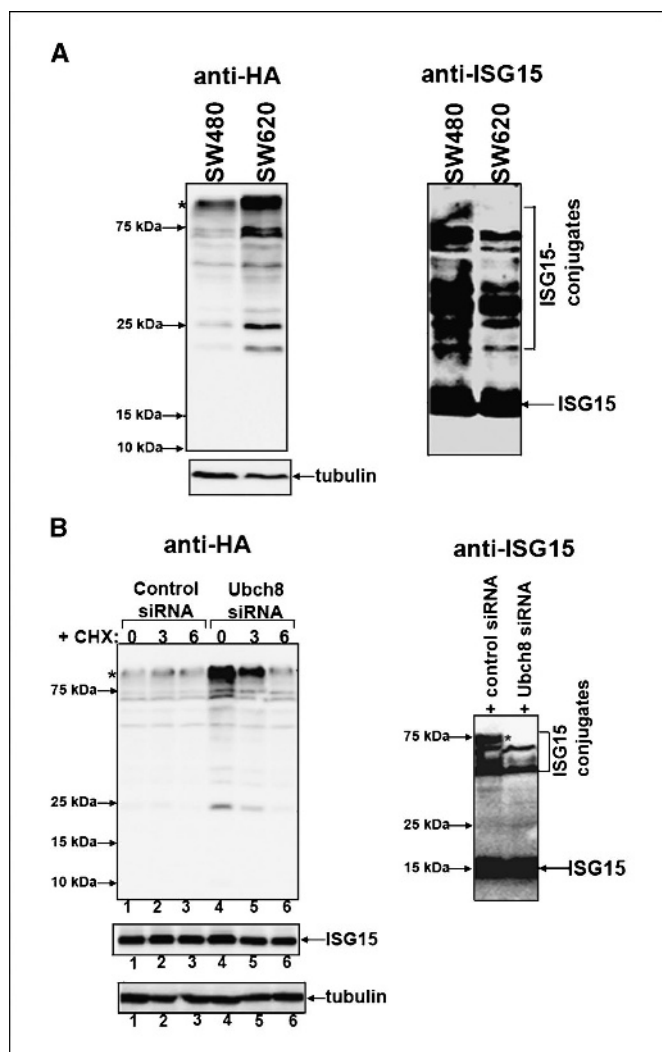 A
anti-HA
SW480
SW620
*
75 kDa
25 kDa
15 kDa
10 kDa
tubulin
anti-ISG15
SW480
SW620
ISG15-
conjugates
ISG15
B
anti-HA
Control
siRNA
Ubch8
siRNA
+ CHX: 0 3 6 0 3 6
*
75 kDa
25 kDa
15 kDa
10 kDa
1 2 3 4 5 6
ISG15
1 2 3 4 5 6
tubulin
1 2 3 4 5 6
anti-ISG15
+ control siRNA
+ Ubch8 siRNA
75 kDa
*
ISG15
conjugates
25 kDa
15 kDa
ISG15